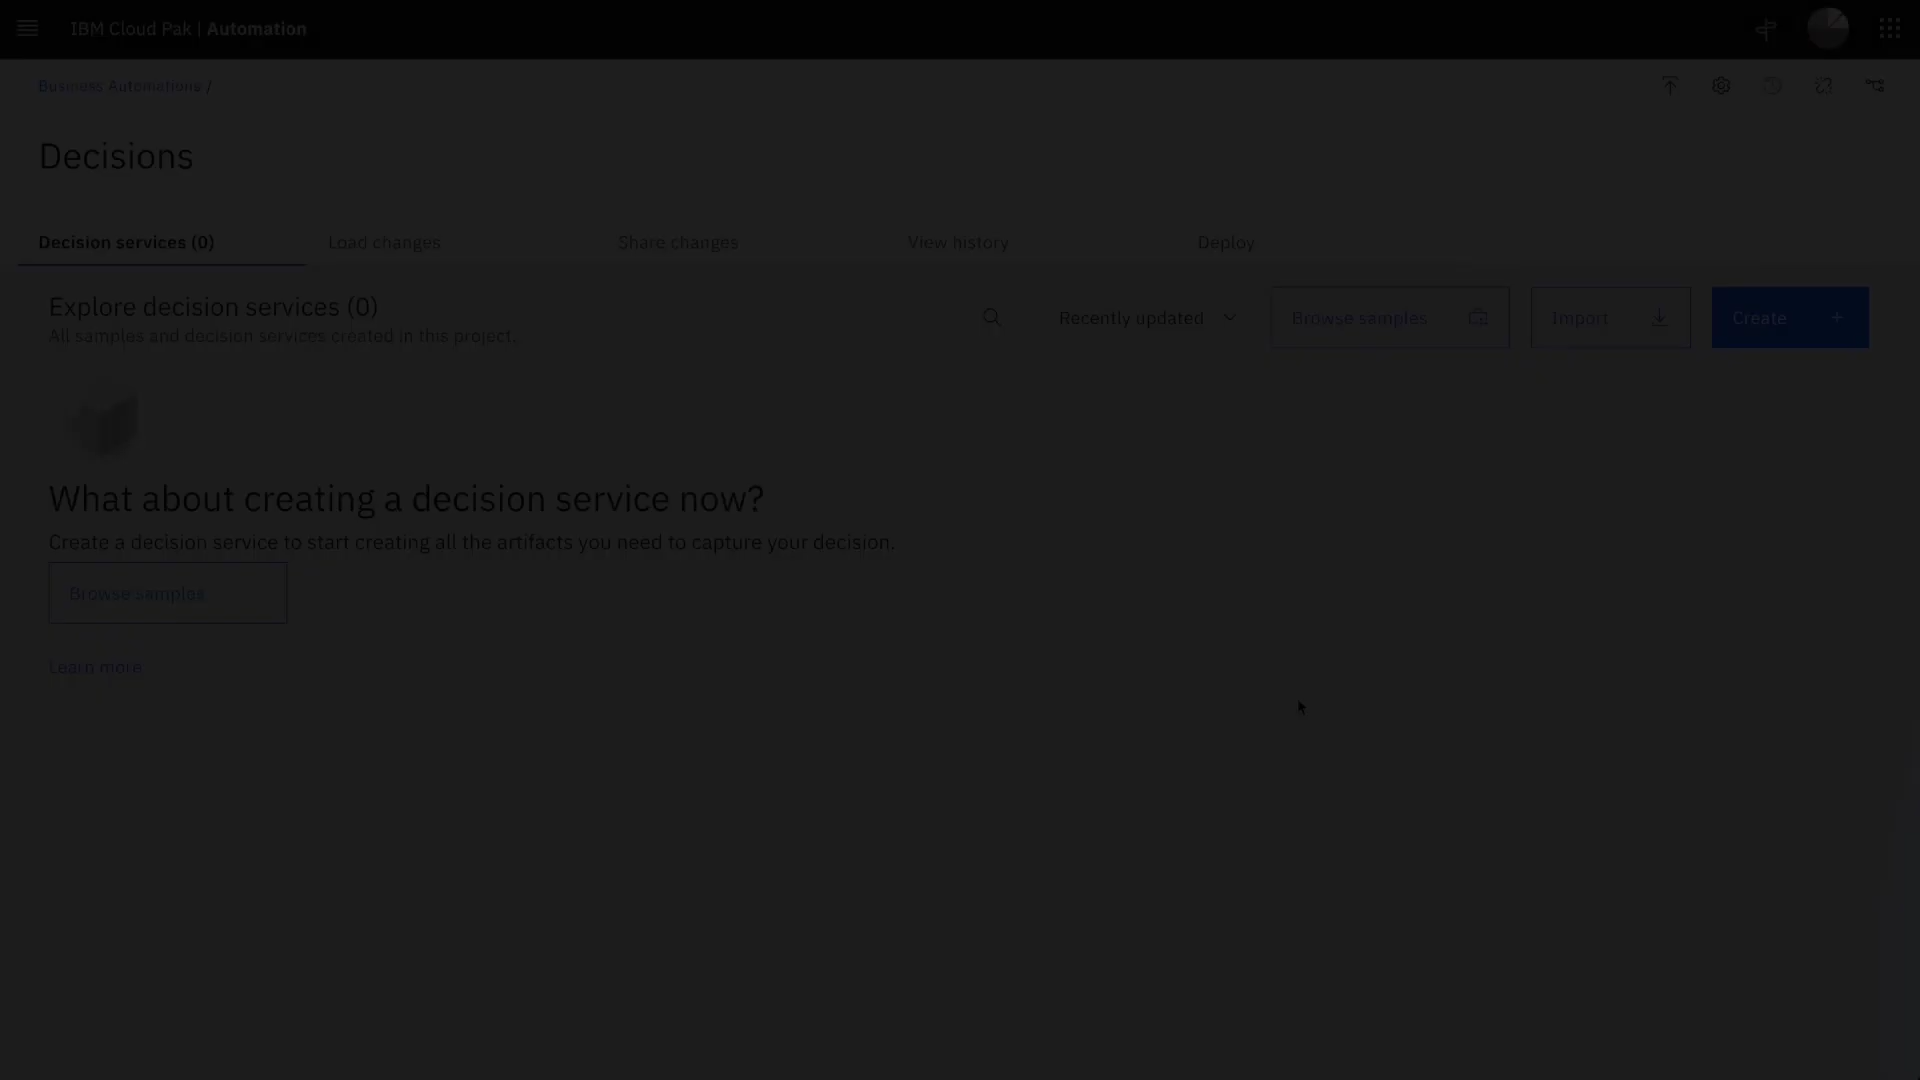 IBM Cloud Pak | Automation
Business Automations /
Decisions
Decision services (0)
Load changes
Share changes
View history
Deploy
Explore decision services (0)
All samples and decision services created in this project.
Recently updated
Browse samples
Import
Create +
What about creating a decision service now?
Create a decision service to start creating all the artifacts you need to capture your decision.
Browse samples
Learn more